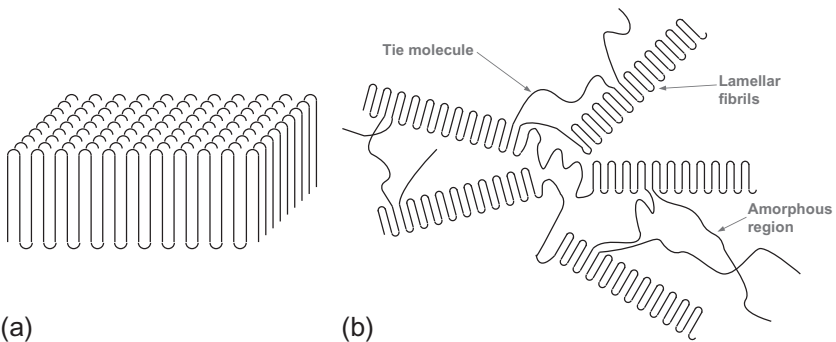 Tie molecule
Lamellar
fibrils
Amorphous
region
(a)
(b)